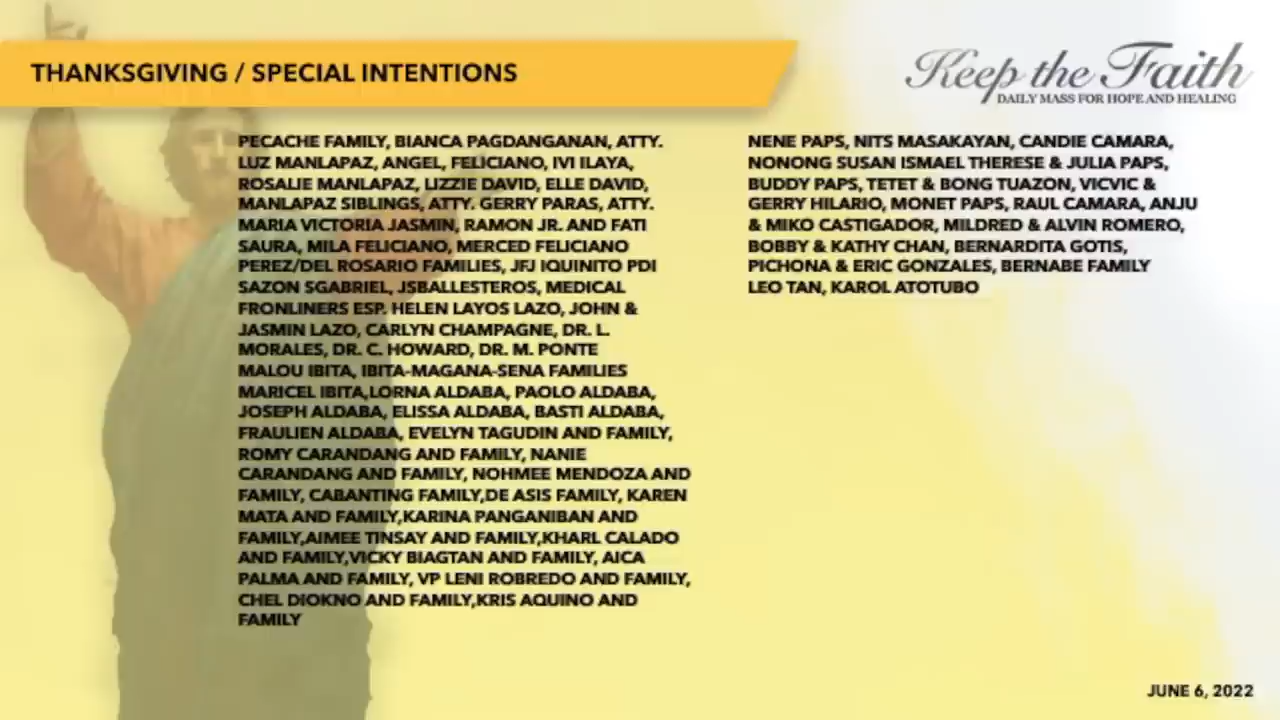 THANKSGIVING / SPECIAL INTENTIONS
Keep the Faith
DAILY MASS FOR HOPE AND HEALING
PECACHE FAMILY, BIANCA PAGDANGANAN, ATTY.
LUZ MANLAPAZ, ANGEL, FELICIANO, IVI ILAYA,
ROSALIE MANLAPAZ, LIZZIE DAVID, ELLE DAVID,
MANLAPAZ SIBLINGS, ATTY. GERRY PARAS, ATTY.
MARIA VICTORIA JASMIN, RAMON JR. AND FATI
SAURA, MILA FELICIANO, MERCED FELICIANO
PEREZ/DEL ROSARIO FAMILIES, JFJ IQUINITO PDI
SAZON SGABRIEL, JSBALLESTEROS, MEDICAL
FRONLINERS ESP. HELEN LAYOS LAZO, JOHN &
JASMIN LAZO, CARLYN CHAMPAGNE, DR. L.
MORALES, DR. C. HOWARD, DR. M. PONTE
MALOU IBITA, IBITA-MAGANA-SENA FAMILIES
MARICEL IBITA,LORNA ALDABA, PAOLO ALDABA,
JOSEPH ALDABA, ELISSA ALDABA, BASTI ALDABA,
FRAULIEN ALDABA, EVELYN TAGUDIN AND FAMILY,
ROMY CARANDANG AND FAMILY, NANIE
CARANDANG AND FAMILY, NOHMEE MENDOZA AND
FAMILY, CABANTING FAMILY,DE ASIS FAMILY, KAREN
MATA AND FAMILY,KARINA PANGANIBAN AND
FAMILY,AIMEE TINSAY AND FAMILY,KHARL CALADO
AND FAMILY,VICKY BIAGTAN AND FAMILY, AICA
PALMA AND FAMILY, VP LENI ROBREDO AND FAMILY,
CHEL DIOKNO AND FAMILY,KRIS AQUINO AND
FAMILY
NENE PAPS, NITS MASAKAYAN, CANDIE CAMARA,
NONONG SUSAN ISMAEL THERESE & JULIA PAPS,
BUDDY PAPS, TETET & BONG TUAZON, VICVIC &
GERRY HILARIO, MONET PAPS, RAUL CAMARA, ANJU
& MIKO CASTIGADOR, MILDRED & ALVIN ROMERO,
BOBBY & KATHY CHAN, BERNARDITA GOTIS,
PICHONA & ERIC GONZALES, BERNABE FAMILY
LEO TAN, KAROL ATOTUBO
JUNE 6, 2022